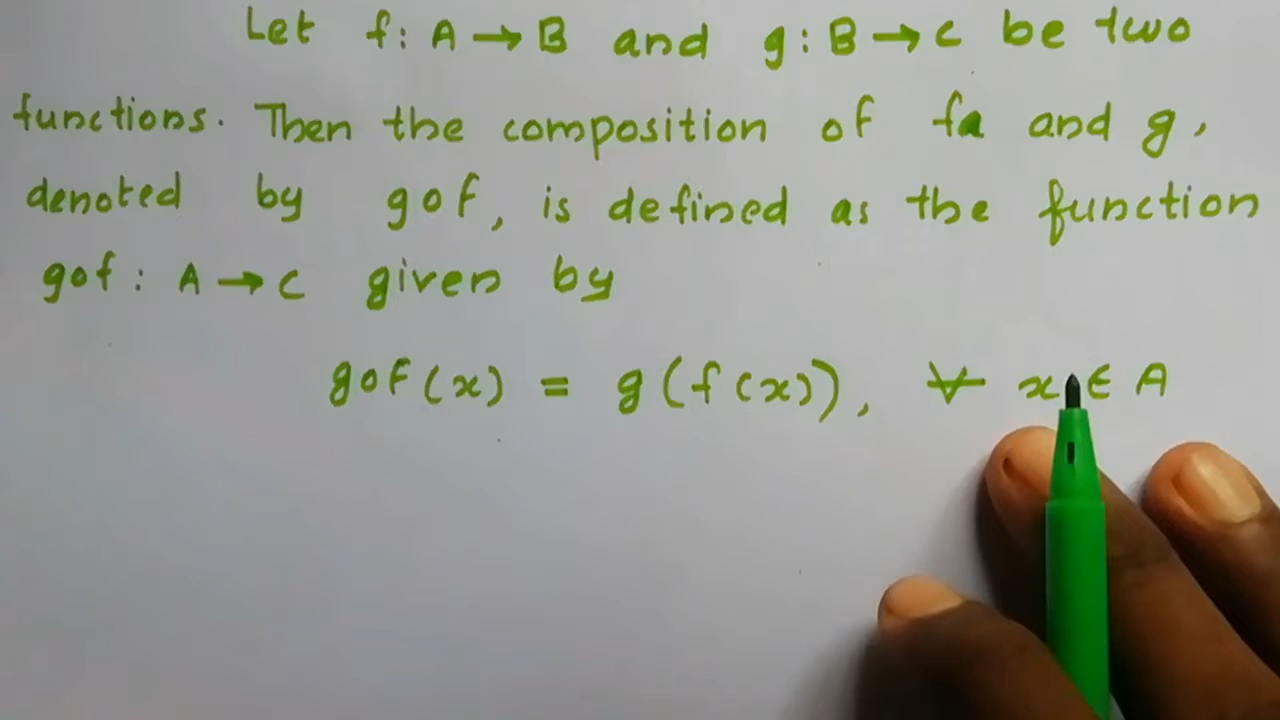 Let f: A → B and g: B → C be two
functions. Then the composition of fa and g,
denoted by gof, is defined as the function
gof: A → C given by
gof(x) = g(f(x)), ∀ x ∈ A